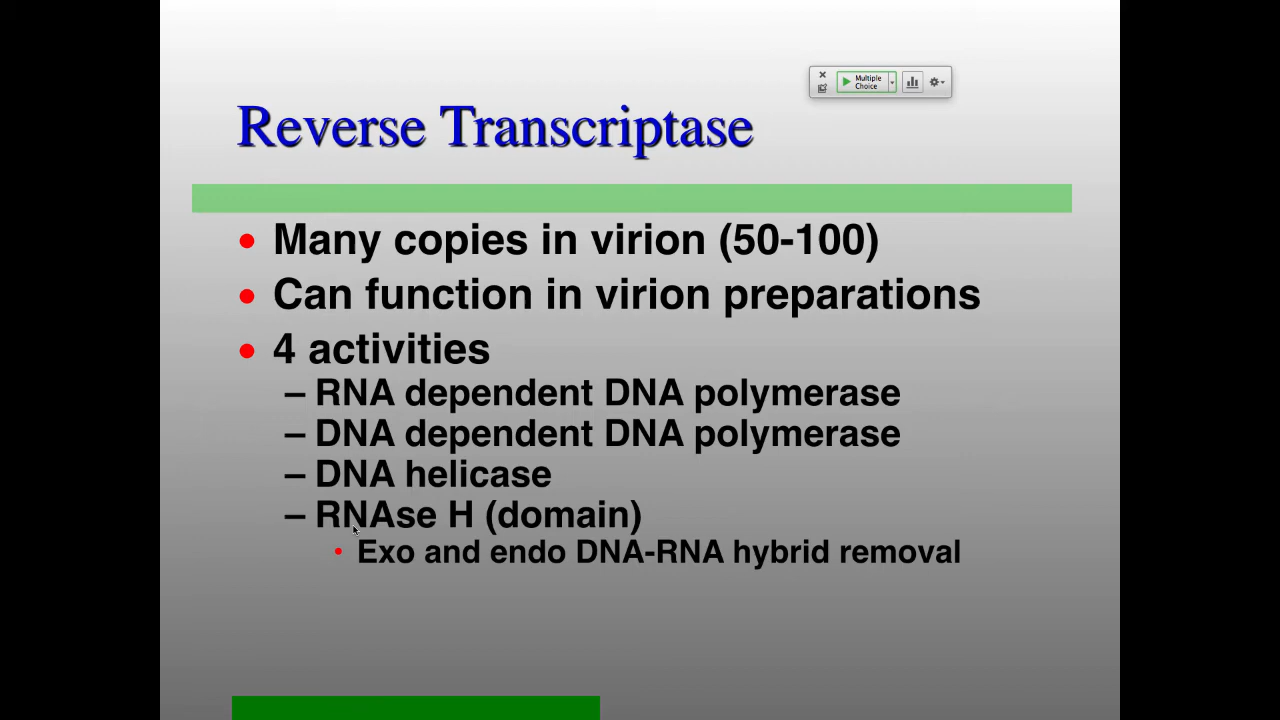 Multiple
Choice
Reverse Transcriptase
• Many copies in virion (50-100)
• Can function in virion preparations
• 4 activities
– RNA dependent DNA polymerase
– DNA dependent DNA polymerase
– DNA helicase
– RNAse H (domain)
• Exo and endo DNA-RNA hybrid removal